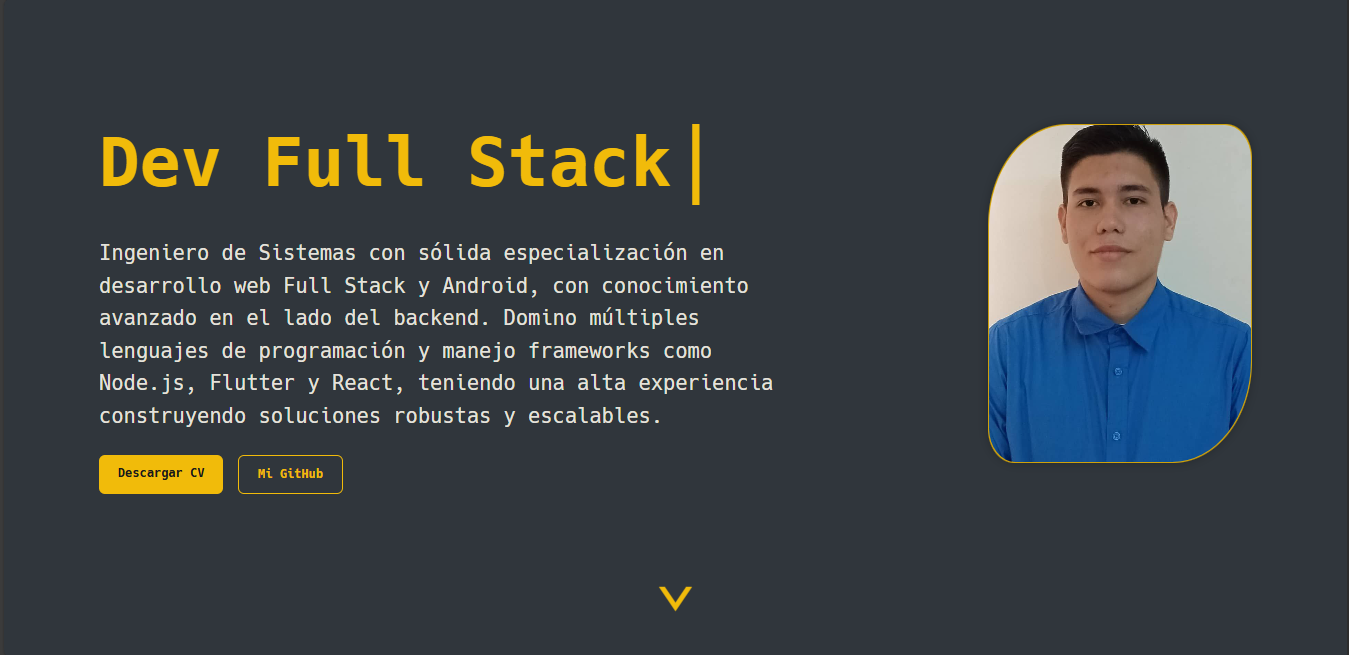 Dev Full Stack
Ingeniero de Sistemas con sólida especialización en
desarrollo web Full Stack y Android, con conocimiento
avanzado en el lado del backend. Domino múltiples
lenguajes de programación y manejo frameworks como
Node.js, Flutter y React, teniendo una alta experiencia
construyendo soluciones robustas y escalables.
Descargar CV
Mi GitHub